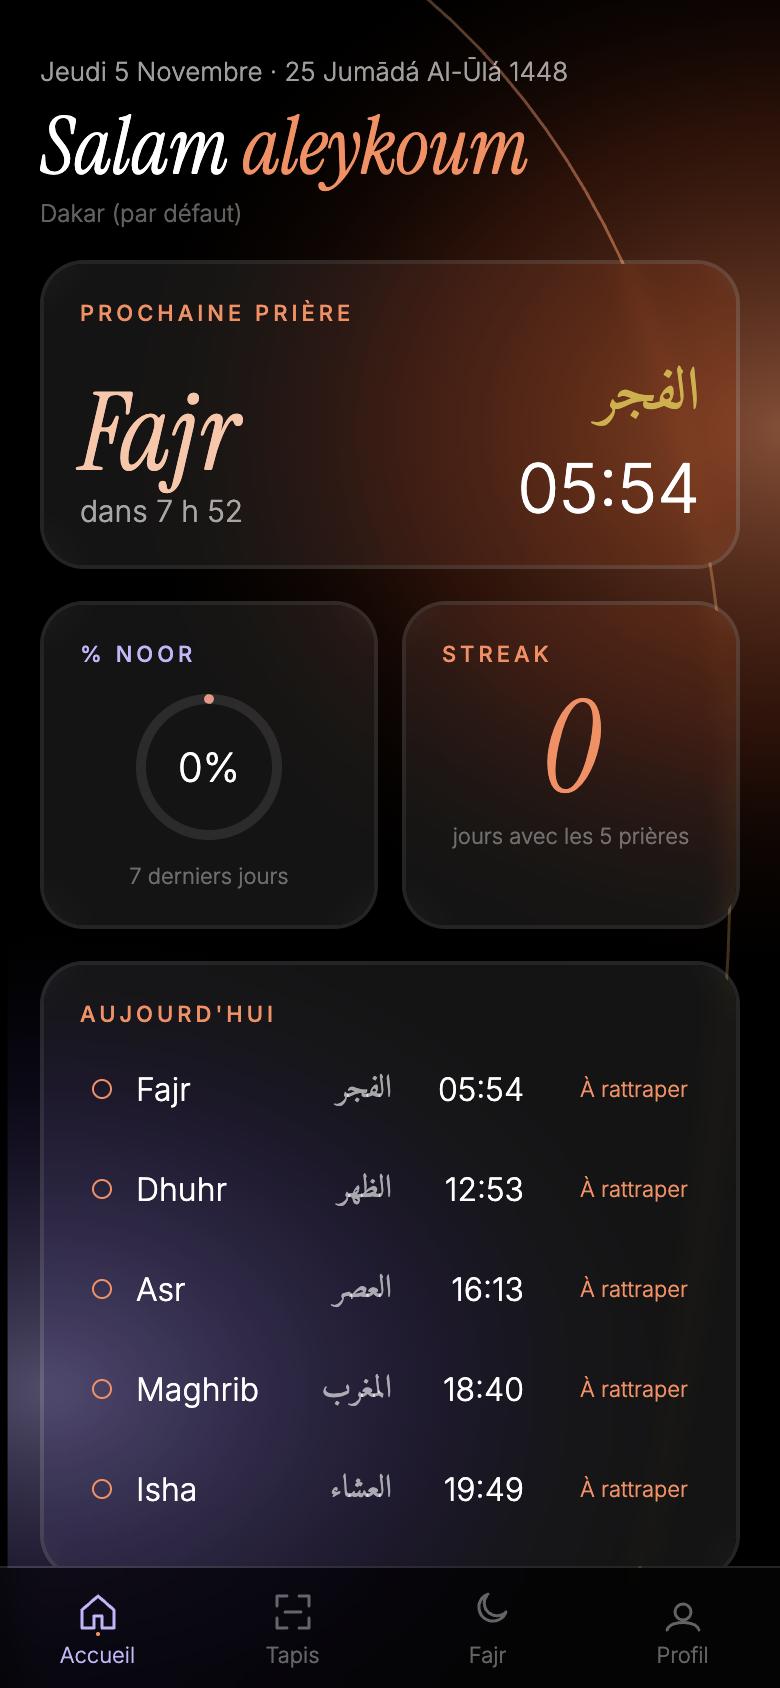 Jeudi 5 Novembre · 25 Jumādá Al-Ūlá 1448
Salam aleykoum
Dakar (par défaut)
PROCHAINE PRIÈRE
Fajr
الفجر
dans 7 h 52
05:54
% NOOR
0%
7 derniers jours
STREAK
0
jours avec les 5 prières
AUJOURD'HUI
Fajr الفجر 05:54 À rattraper
Dhuhr الظهر 12:53 À rattraper
Asr العصر 16:13 À rattraper
Maghrib المغرب 18:40 À rattraper
Isha العشاء 19:49 À rattraper
Accueil Tapis Fajr Profil